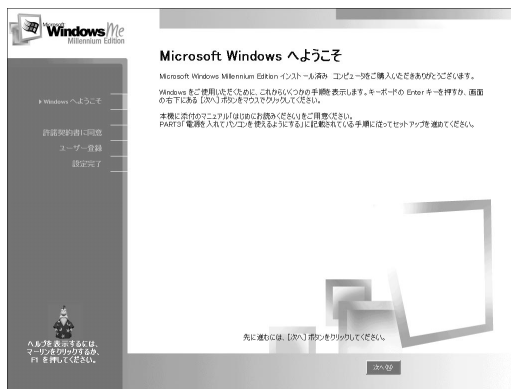 Microsoft
Windows Me
Millennium Edition
Microsoft Windows へようこそ
Microsoft Windows Millennium Edition インストール済み コンピュータをご購入いただきありがとうございます。
Windows をご使用いただくために、これからいくつかの手順を表示します。キーボードの Enter キーを押すか、画面
の右下にある [次へ] ボタンをマウスでクリックしてください。
本機に添付のマニュアル「はじめにお読みください」をご用意ください。
PART3「電源を入れてパソコンを使えるようにする」に記載されている手順に従ってセットアップを進めてください。
Windows へようこそ
許諾契約書に同意
ユーザー登録
設定完了
ヘルプを表示するには、
マーリンをクリックするか、
F1 を押してください。
先に進むには、[次へ] ボタンをクリックしてください。
次へ